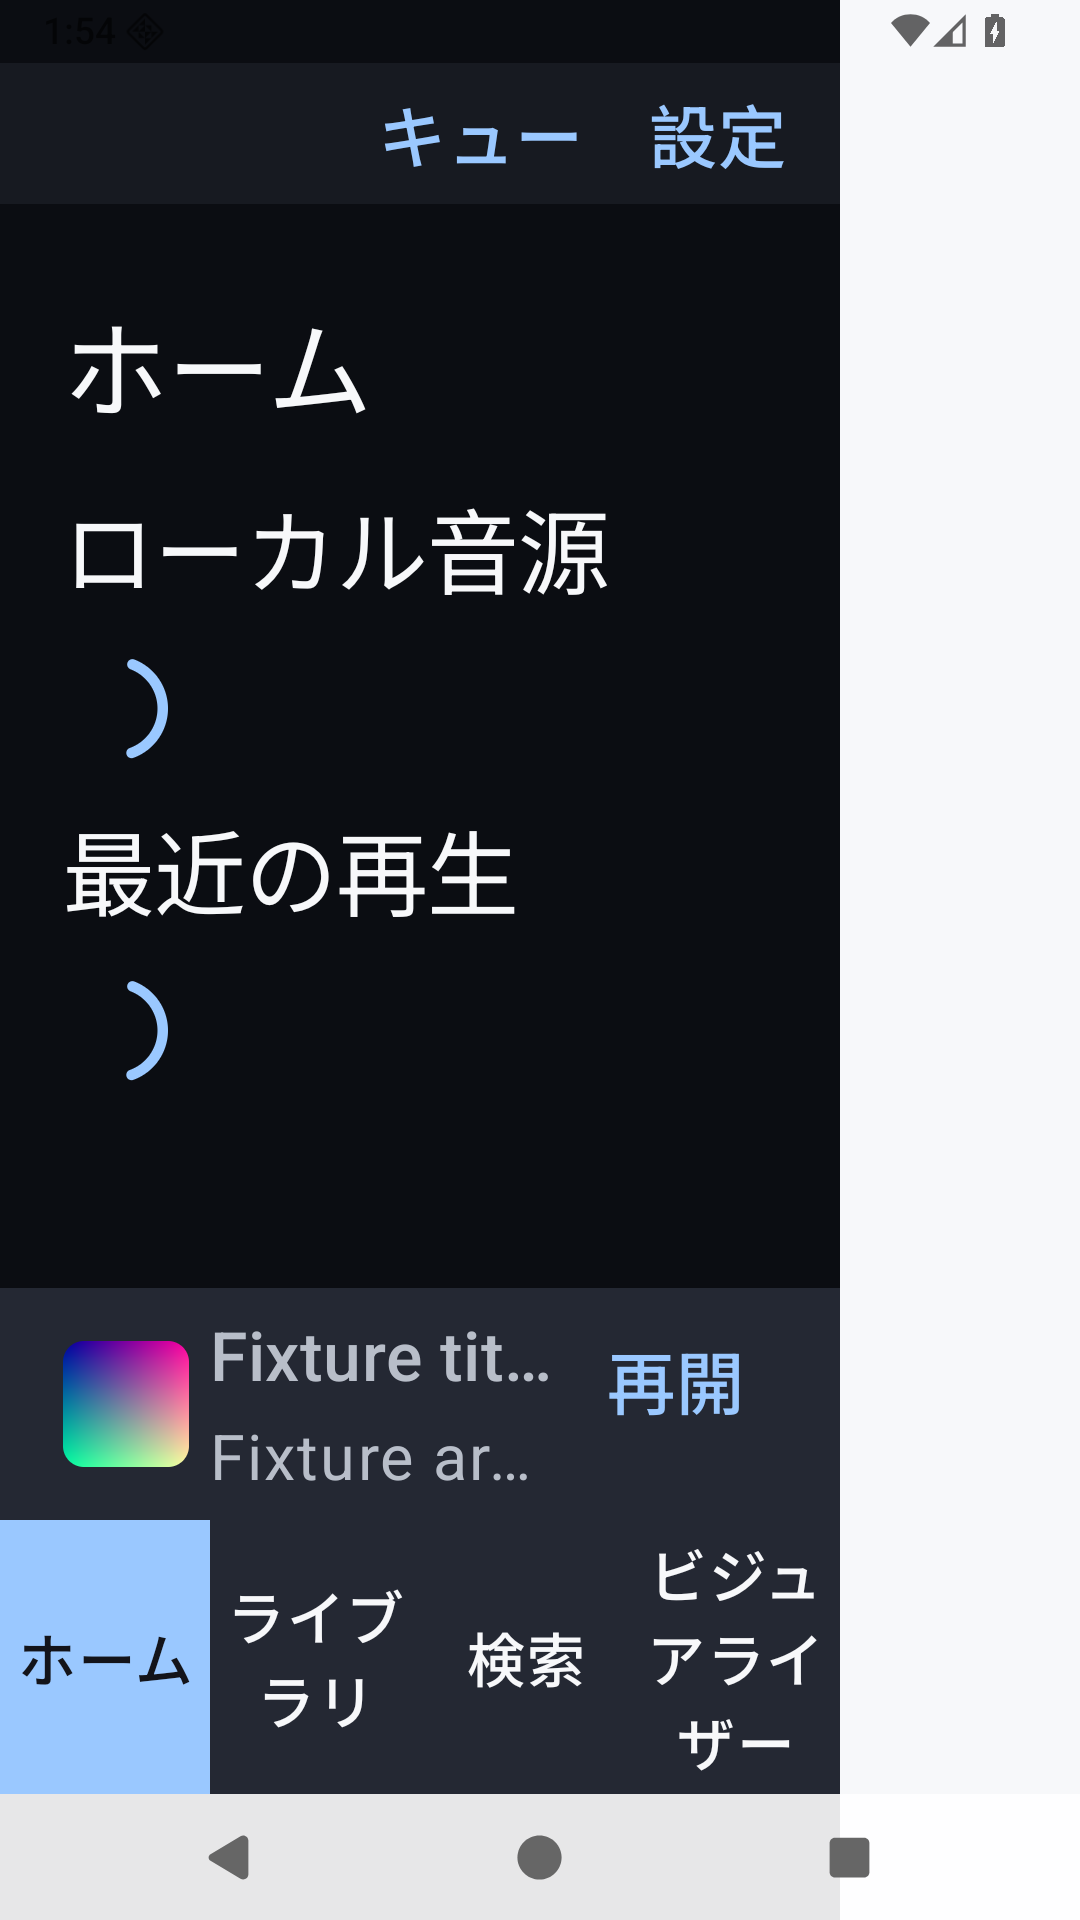 1:54
キュー 設定
ホーム
ローカル音源
最近の再生
Fixture tit…
再開
Fixture ar…
ホーム
ライブ
ラリ
検索
ビジュ
アライ
ザー